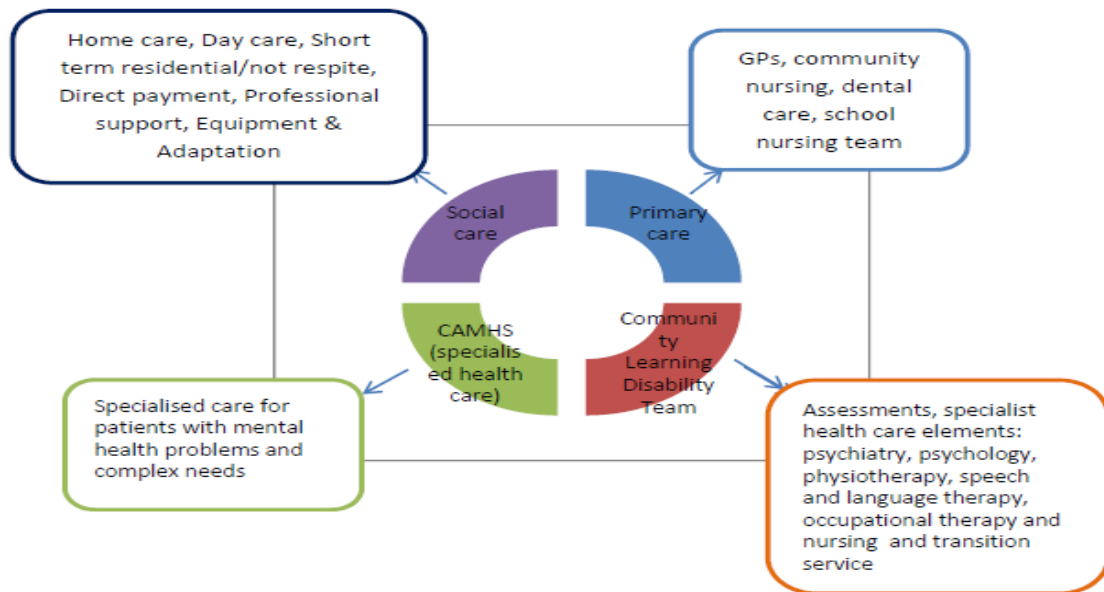 Home care, Day care, Short
term residential/not respite,
Direct payment, Professional
support, Equipment &
Adaptation
GPs, community
nursing, dental
care, school
nursing team
Social
care
Primary
care
CAMHS
(specialis
ed health
care)
Communi
ty
Learning
Disability
Team
Specialised care for
patients with mental
health problems and
complex needs
Assessments, specialist
health care elements:
psychiatry, psychology,
physiotherapy, speech
and language therapy,
occupational therapy and
nursing and transition
service